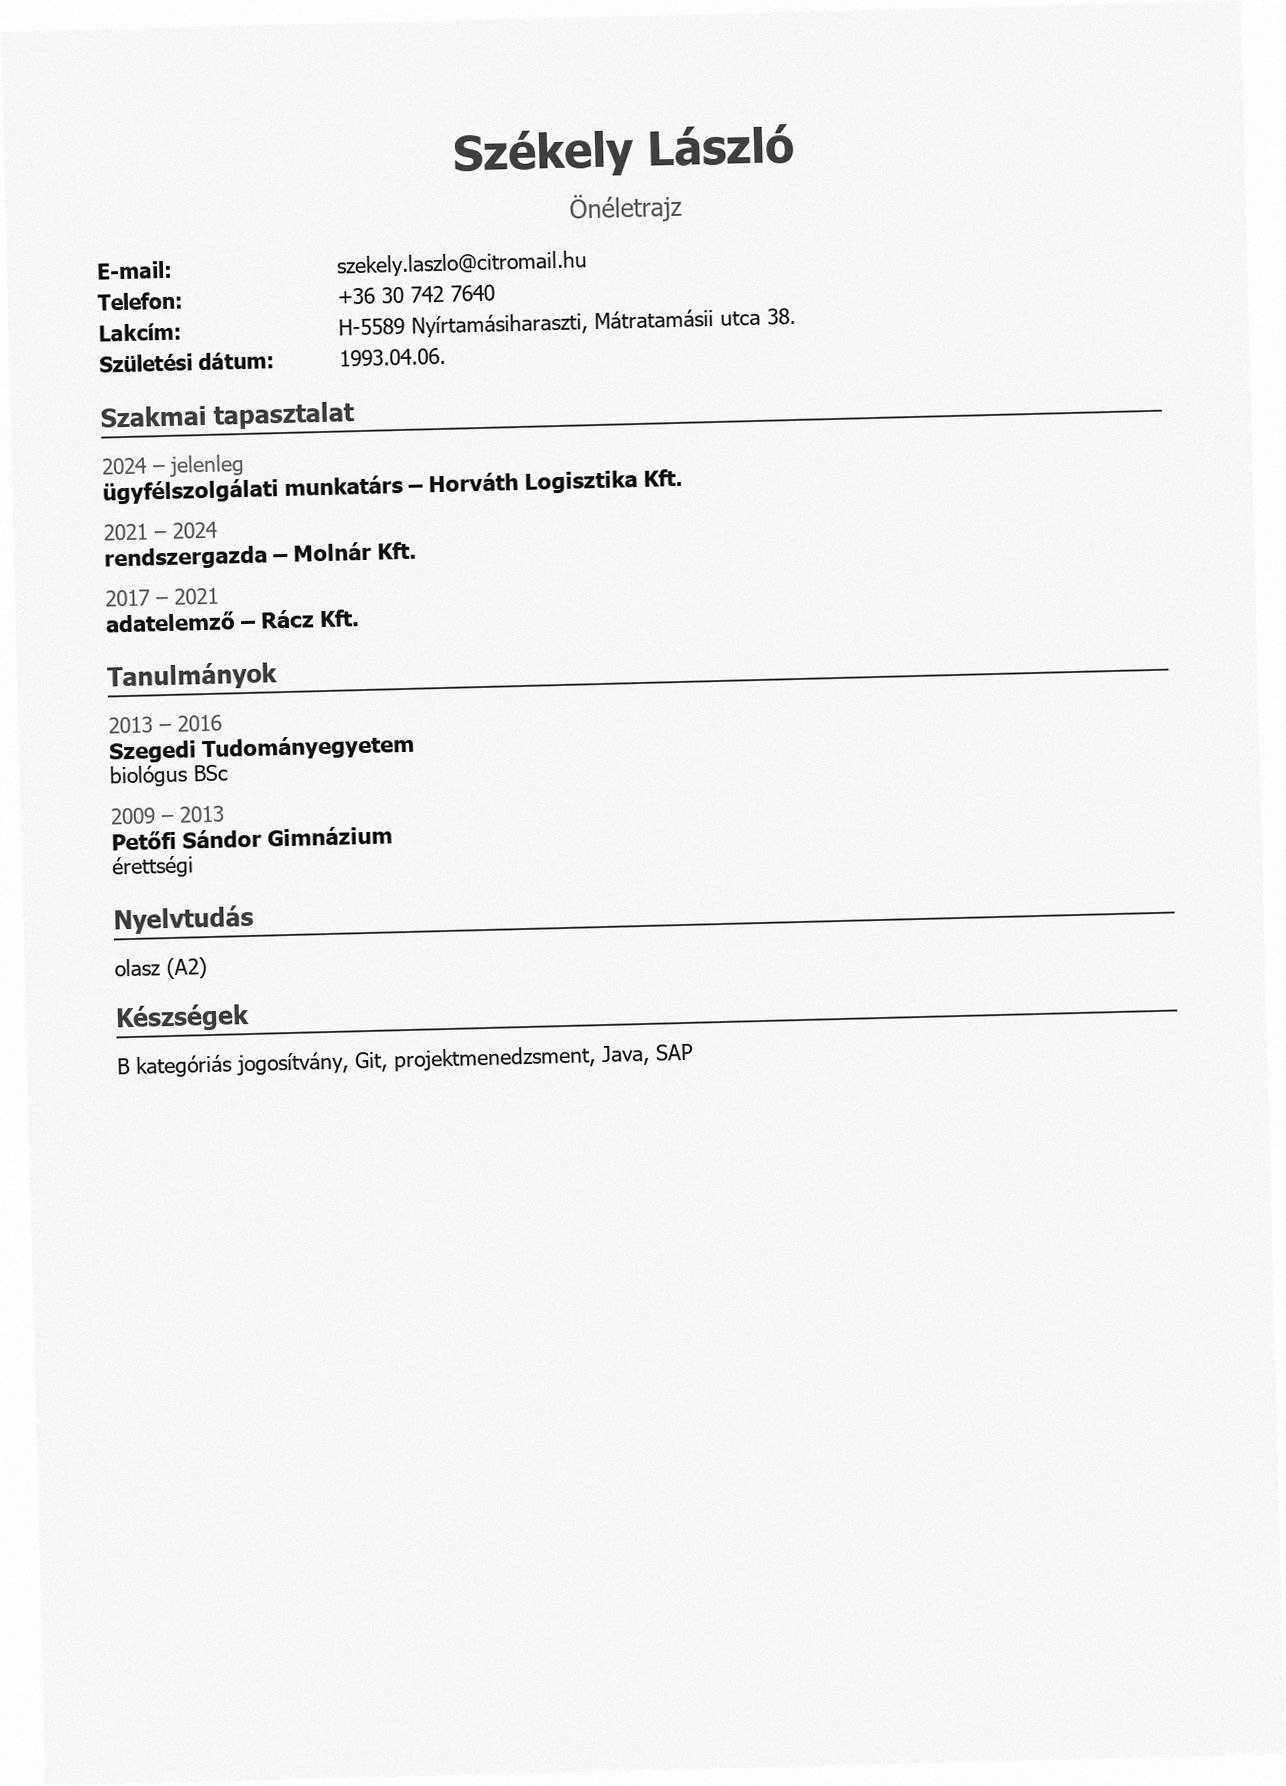 Székely László
Önéletrajz
E-mail: szekely.laszlo@citromail.hu
Telefon: +36 30 742 7640
Lakcím: H-5589 Nyírtamásiharaszti, Mátratamásii utca 38.
Születési dátum: 1993.04.06.
Szakmai tapasztalat
2024 – jelenleg
ügyfélszolgálati munkatárs – Horváth Logisztika Kft.
2021 – 2024
rendszergazda – Molnár Kft.
2017 – 2021
adatelemző – Rácz Kft.
Tanulmányok
2013 – 2016
Szegedi Tudományegyetem
biológus BSc
2009 – 2013
Petőfi Sándor Gimnázium
érettségi
Nyelvtudás
olasz (A2)
Készségek
B kategóriás jogosítvány, Git, projektmenedzsment, Java, SAP